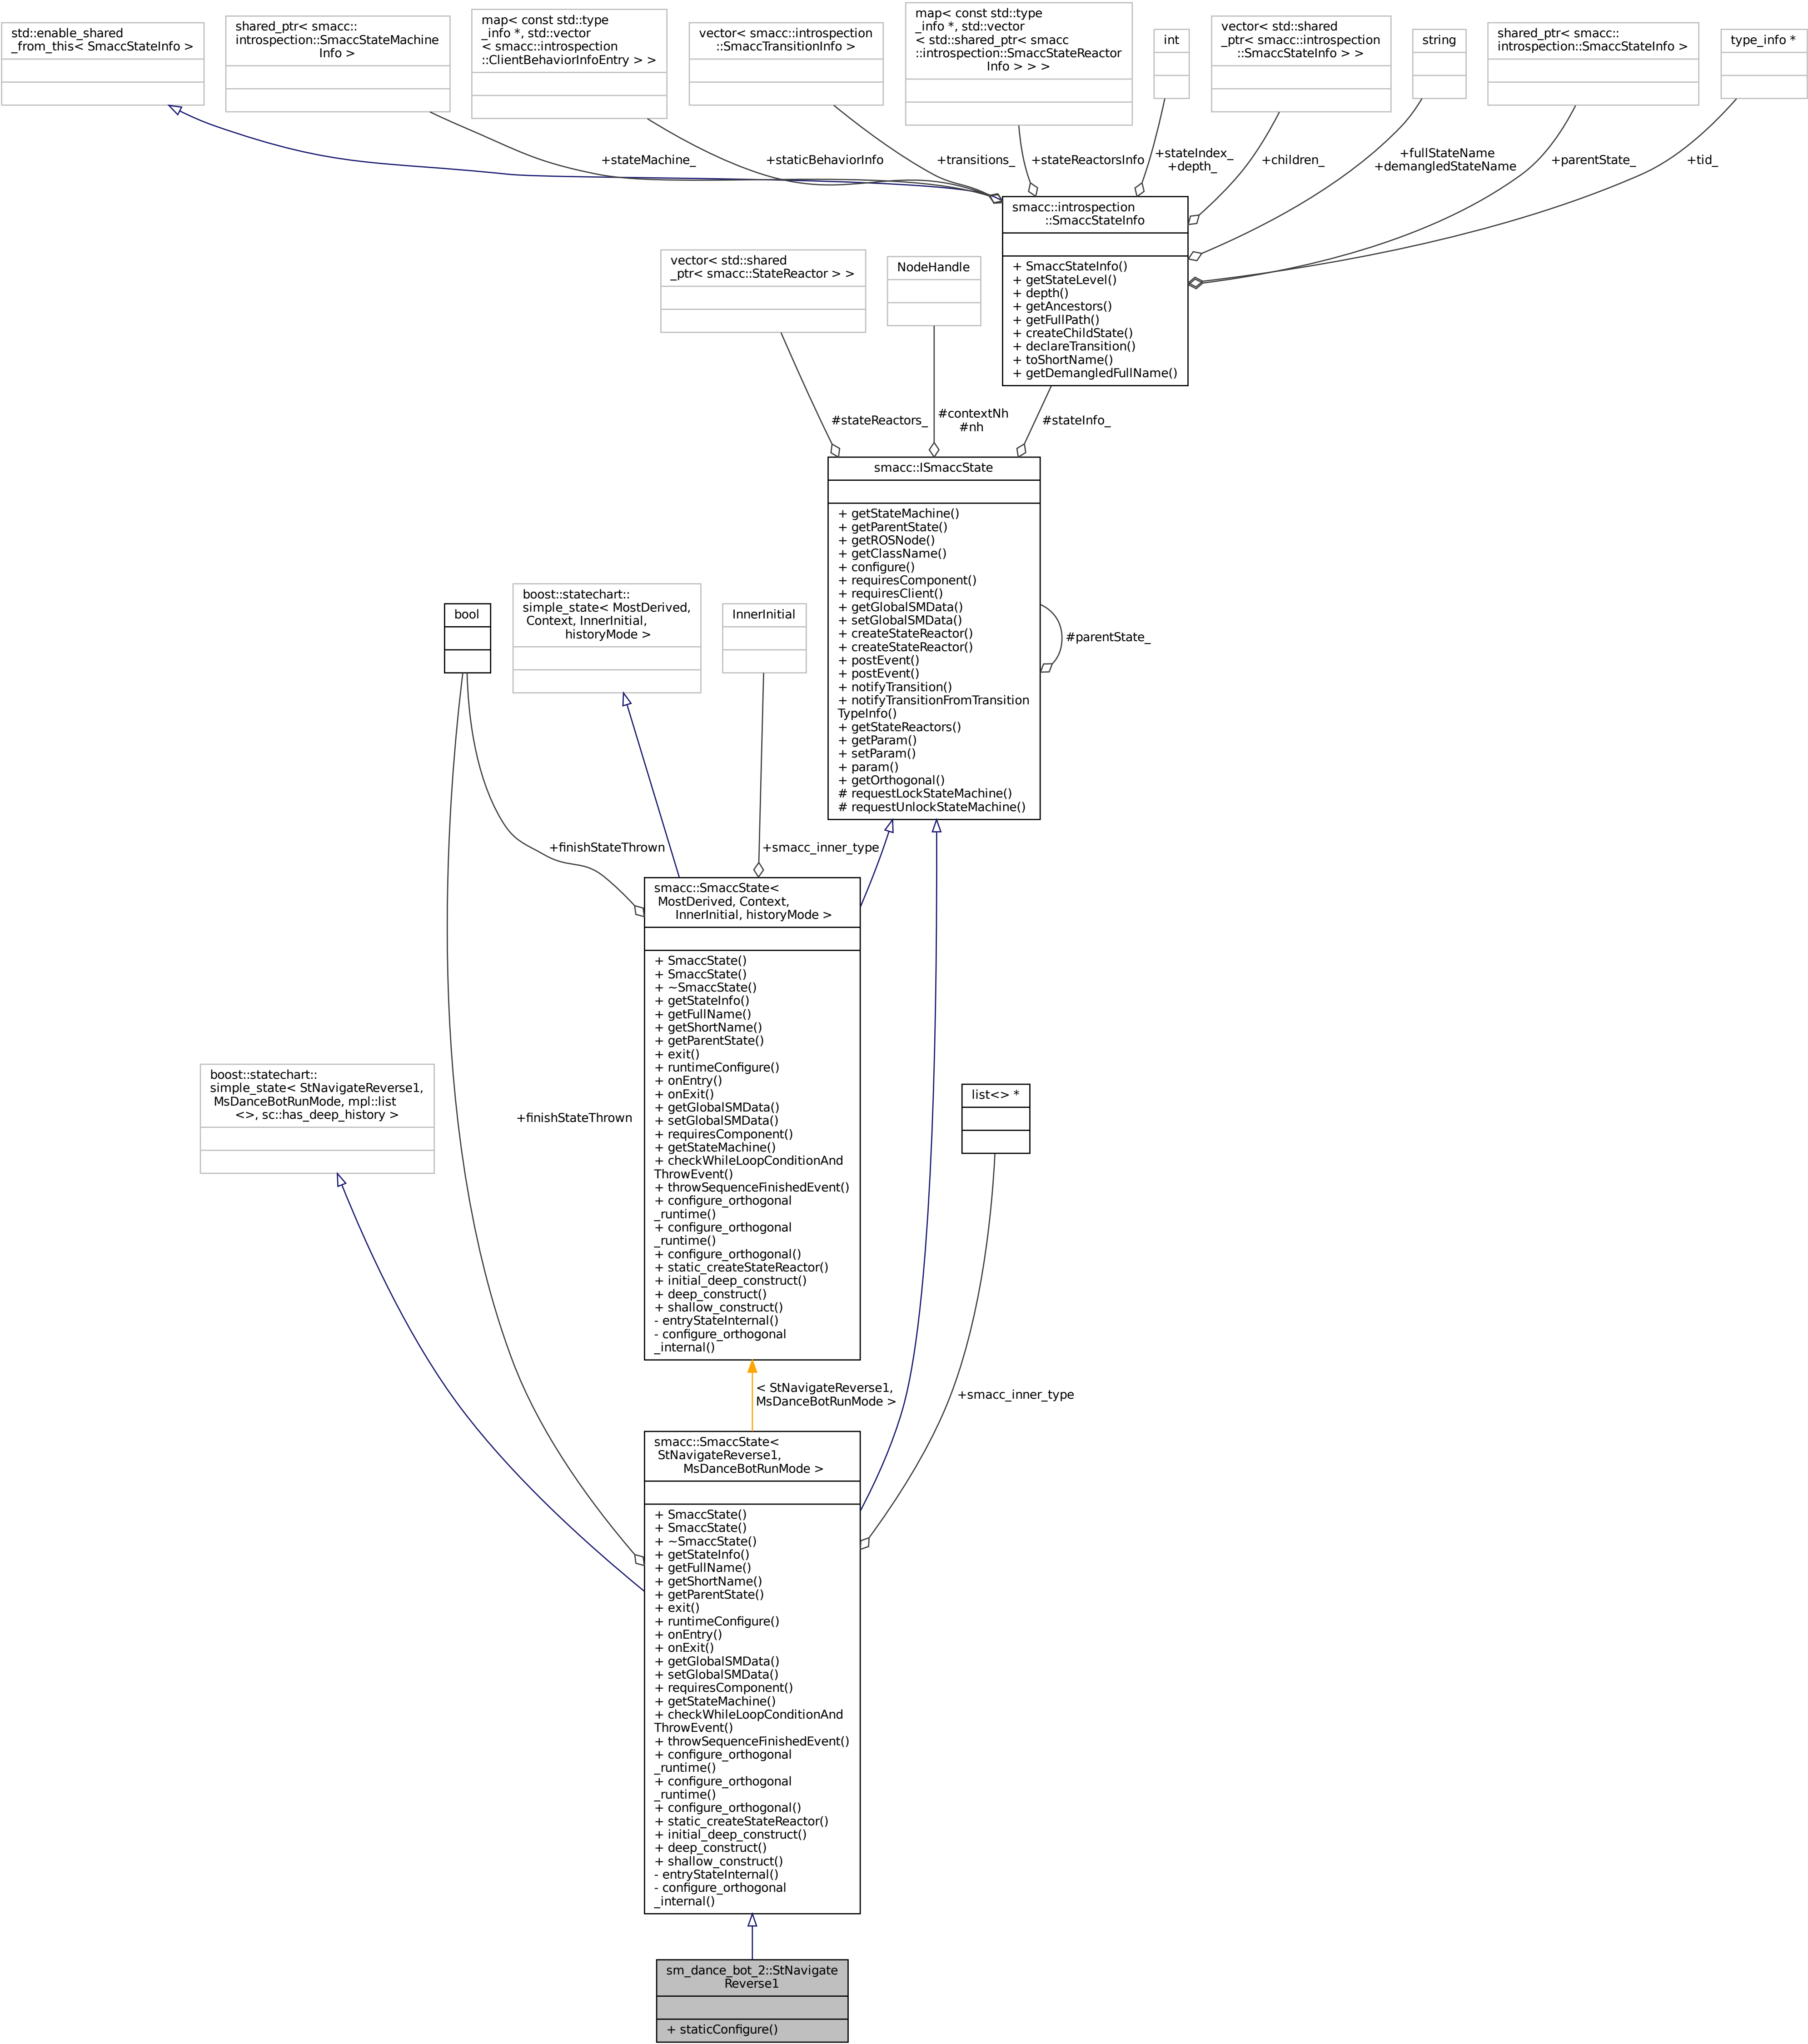 std::enable_shared
_from_this< SmaccStateInfo >
shared_ptr< smacc::
introspection::SmaccStateMachine
Info >
map< const std::type
_info *, std::vector
< smacc::introspection
::ClientBehaviorInfoEntry > >
vector< smacc::introspection
::SmaccTransitionInfo >
map< const std::type
_info *, std::vector
< std::shared_ptr< smacc
::introspection::SmaccStateReactor
Info > > >
int
vector< std::shared
_ptr< smacc::introspection
::SmaccStateInfo > >
string
shared_ptr< smacc::
introspection::SmaccStateInfo >
type_info *
+stateMachine_
+staticBehaviorInfo
+transitions_
+stateReactorsInfo
+stateIndex_
+depth_
+children_
+fullStateName
+demangledStateName
+parentState_
+tid_
smacc::introspection
::SmaccStateInfo
+ SmaccStateInfo()
+ getStateLevel()
+ depth()
+ getAncestors()
+ getFullPath()
+ createChildState()
+ declareTransition()
+ toShortName()
+ getDemangledFullName()
vector< std::shared
_ptr< smacc::StateReactor > >
NodeHandle
#stateReactors_
#contextNh
#nh
#stateInfo_
smacc::ISmaccState
+ getStateMachine()
+ getParentState()
+ getROSNode()
+ getClassName()
+ configure()
+ requiresComponent()
+ requiresClient()
+ getGlobalSMData()
+ setGlobalSMData()
+ createStateReactor()
+ createStateReactor()
+ postEvent()
+ postEvent()
+ notifyTransition()
+ notifyTransitionFromTransition
TypeInfo()
+ getStateReactors()
+ getParam()
+ setParam()
+ param()
+ getOrthogonal()
# requestLockStateMachine()
# requestUnlockStateMachine()
#parentState_
bool
boost::statechart::
simple_state< MostDerived,
Context, InnerInitial,
historyMode >
InnerInitial
+finishStateThrown
+smacc_inner_type
smacc::SmaccState<
MostDerived, Context,
InnerInitial, historyMode >
+ SmaccState()
+ SmaccState()
+ ~SmaccState()
+ getStateInfo()
+ getFullName()
+ getShortName()
+ getParentState()
+ exit()
+ runtimeConfigure()
+ onEntry()
+ onExit()
+ getGlobalSMData()
+ setGlobalSMData()
+ requiresComponent()
+ getStateMachine()
+ checkWhileLoopConditionAnd
ThrowEvent()
+ throwSequenceFinishedEvent()
+ configure_orthogonal
_runtime()
+ configure_orthogonal
_runtime()
+ configure_orthogonal()
+ static_createStateReactor()
+ initial_deep_construct()
+ deep_construct()
+ shallow_construct()
- entryStateInternal()
- configure_orthogonal
_internal()
boost::statechart::
simple_state< StNavigateReverse1,
MsDanceBotRunMode, mpl::list
<>, sc::has_deep_history >
+finishStateThrown
list<> *
< StNavigateReverse1,
MsDanceBotRunMode >
+smacc_inner_type
smacc::SmaccState<
StNavigateReverse1,
MsDanceBotRunMode >
+ SmaccState()
+ SmaccState()
+ ~SmaccState()
+ getStateInfo()
+ getFullName()
+ getShortName()
+ getParentState()
+ exit()
+ runtimeConfigure()
+ onEntry()
+ onExit()
+ getGlobalSMData()
+ setGlobalSMData()
+ requiresComponent()
+ getStateMachine()
+ checkWhileLoopConditionAnd
ThrowEvent()
+ throwSequenceFinishedEvent()
+ configure_orthogonal
_runtime()
+ configure_orthogonal
_runtime()
+ configure_orthogonal()
+ static_createStateReactor()
+ initial_deep_construct()
+ deep_construct()
+ shallow_construct()
- entryStateInternal()
- configure_orthogonal
_internal()
sm_dance_bot_2::StNavigate
Reverse1
+ staticConfigure()